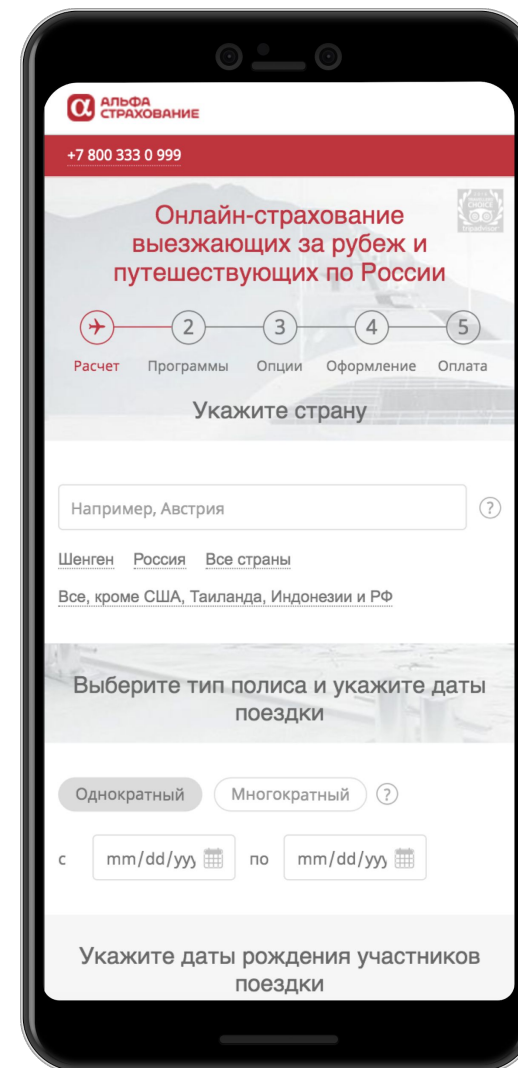 α АЛЬФА
СТРАХОВАНИЕ
+7 800 333 0 999
CHOICE
tripadvisor
Онлайн-страхование
выезжающих за рубеж и
путешествующих по России
2 3 4 5
Расчет Программы Опции Оформление Оплата
Укажите страну
Например, Австрия ?
Шенген Россия Все страны
Все, кроме США, Таиланда, Индонезии и РФ
Выберите тип полиса и укажите даты
поездки
Однократный Многократный ?
с mm/dd/yyy по mm/dd/yyy
Укажите даты рождения участников
поездки